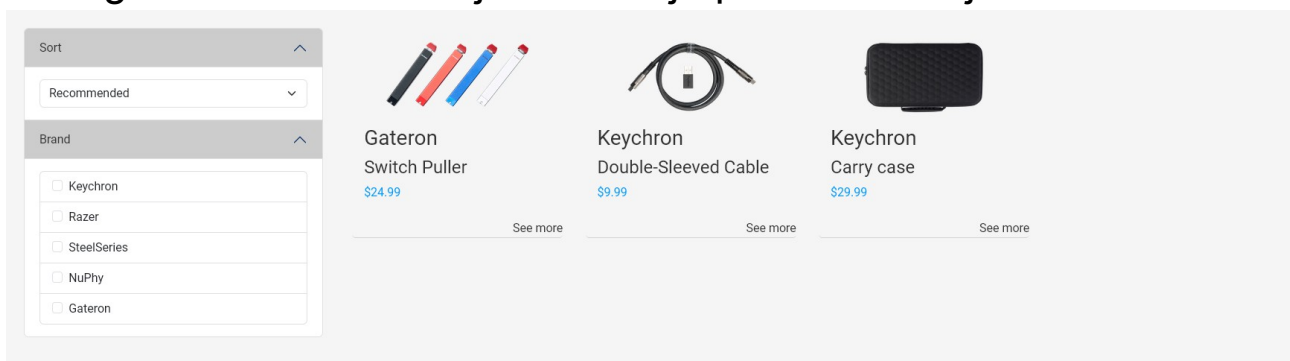 Sort
Recommended
Brand
Keychron
Razer
SteelSeries
NuPhy
Gateron
Gateron
Switch Puller
$24.99
See more
Keychron
Double-Sleeved Cable
$9.99
See more
Keychron
Carry case
$29.99
See more